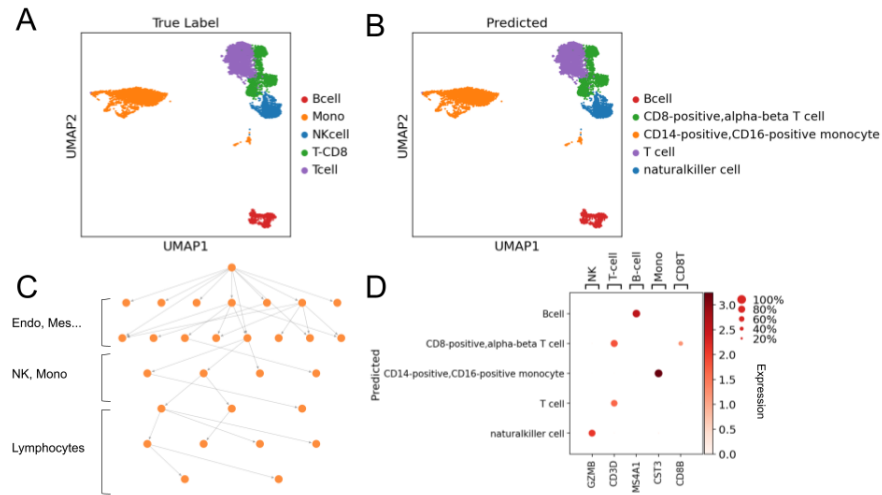 A
True Label
UMAP2
UMAP1
Bcell
Mono
NKcell
T-CD8
Tcell
B
Predicted
UMAP2
UMAP1
Bcell
CD8-positive,alpha-beta T cell
CD14-positive,CD16-positive monocyte
T cell
naturalkiller cell
C
Endo, Mes...
NK, Mono
Lymphocytes
D
NK
T-cell
B-cell
Mono
CD8T
Predicted
Bcell
CD8-positive,alpha-beta T cell
CD14-positive,CD16-positive monocyte
T cell
naturalkiller cell
GZMB
CD3D
MS4A1
CST3
CD8B
3.0
2.5
2.0
1.5
1.0
0.5
0.0
Expression
100%
80%
60%
40%
20%